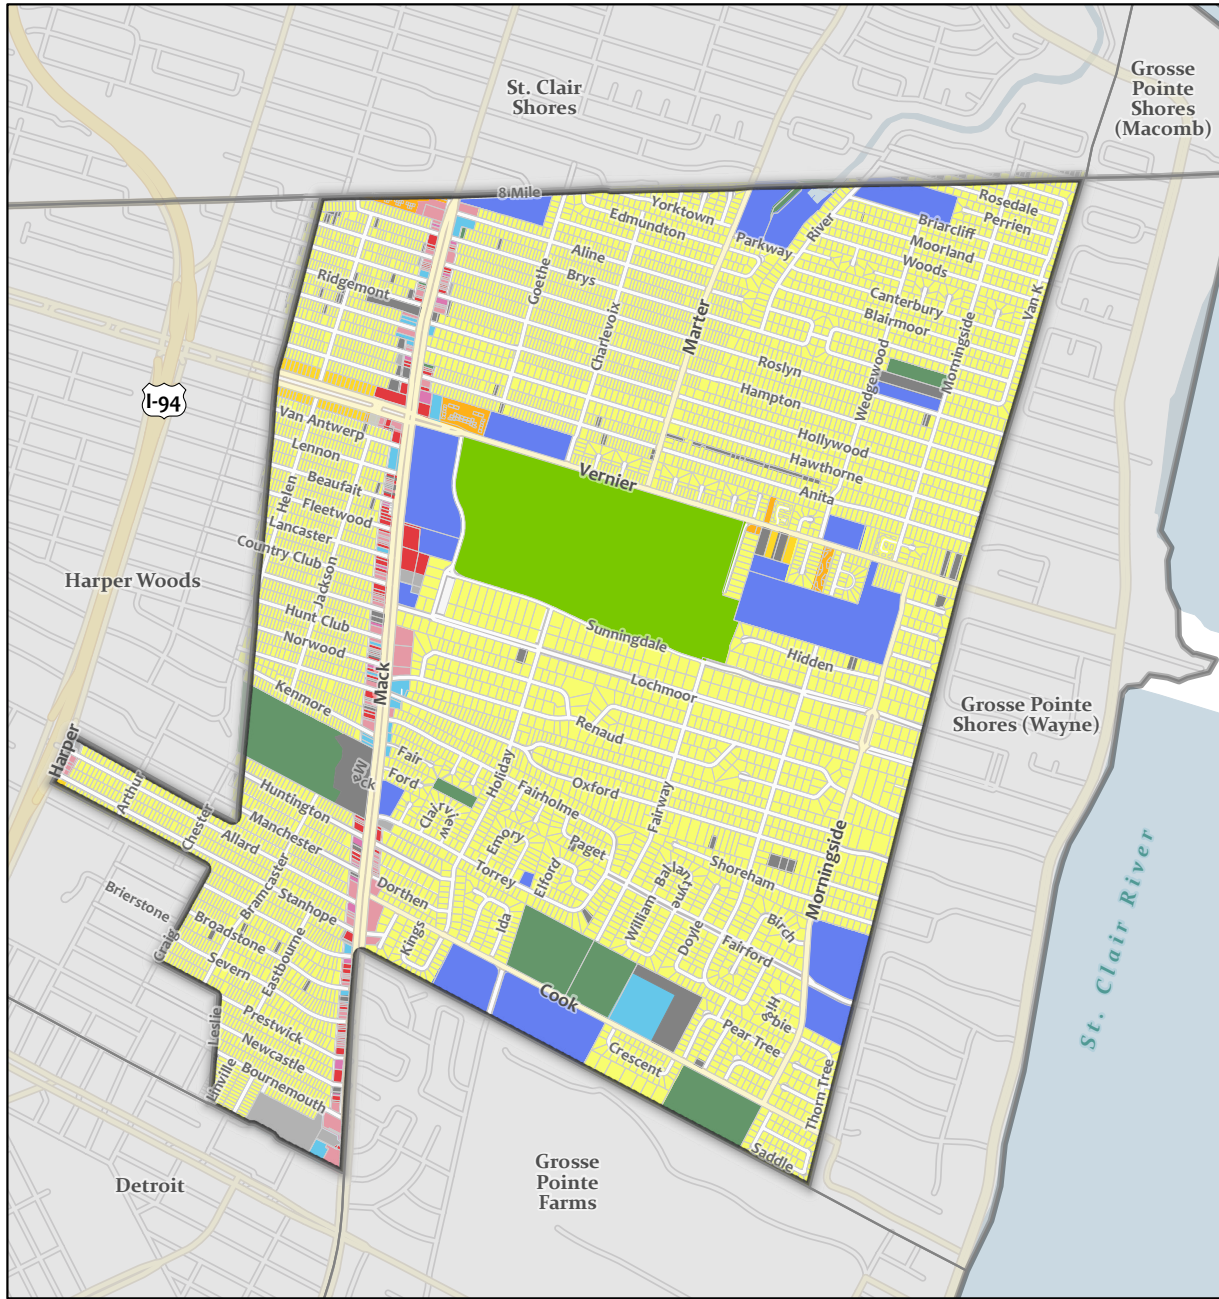 St. Clair
Shores
Grosse
Pointe
Shores
(Macomb)
8 Mile
Yorktown
Edmundton
Parkway
River
Rosedale
Perrien
Briarcliff
Moorland
Woods
Aline
Brys
Goethe
Ridgemont
Charlevoix
Marter
Canterbury
Blairmoor
Van K
Morningside
Wedgewood
Roslyn
Hampton
Hollywood
Hawthorne
Anita
I-94
Van Antwerp
Lennon
Beaufait
Fleetwood
Lancaster
Country Club
Helen
Jackson
Vernier
Harper Woods
Hunt Club
Norwood
Sunningdale
Hidden
Lochmoor
Mack
Kenmore
Renaud
Grosse Pointe
Shores (Wayne)
Harper
Arthur
Chester
Fair
Ford
Mack
Clairview
Holiday
Oxford
Fairholme
Fairway
Huntington
Manchester
Allard
Emory
Paget
Elford
Torrey
Shoreham
Morningside
Bramcaster
Stanhope
Dorthen
Brierstone
Broadstone
Craig
Severn
Eastbourne
Kings
Ida
William
Ballantyne
Doyle
Birch
Fairford
Cook
Leslie
Prestwick
Newcastle
Bournemouth
Linville
Crescent
Pear Tree
Higbie
Thorn Tree
Saddle
St. Clair River
Detroit
Grosse
Pointe
Farms